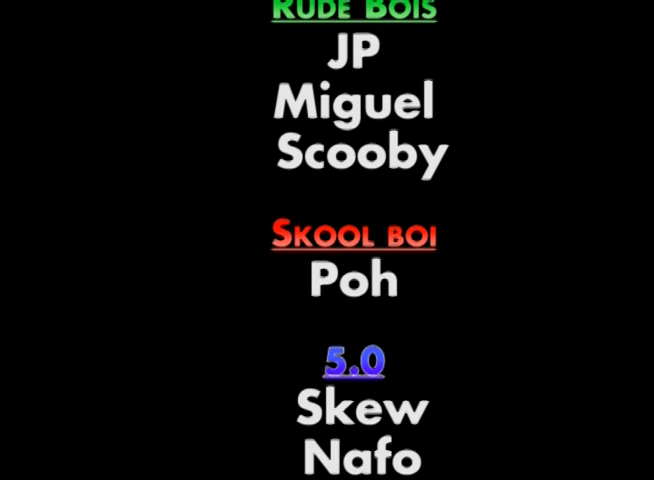 RUDE BOIS
JP
Miguel
Scooby
SKOOL BOI
Poh
5.0
Skew
Nafo